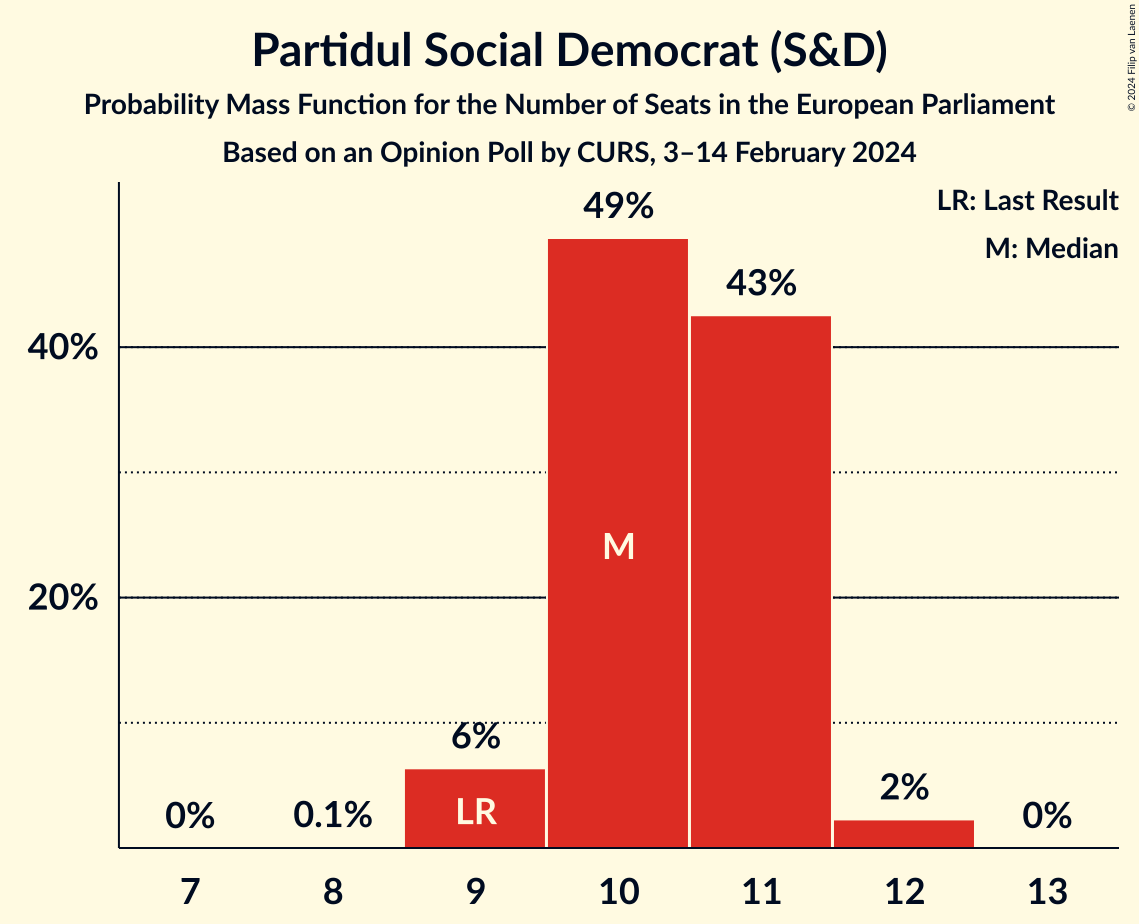 Partidul Social Democrat (S&D)
Probability Mass Function for the Number of Seats in the European Parliament
Based on an Opinion Poll by CURS, 3–14 February 2024
© 2024 Filip van Laenen
LR: Last Result
M: Median
49%
43%
40%
M
20%
6%
LR
2%
0%
0.1%
0%
7 8 9 10 11 12 13